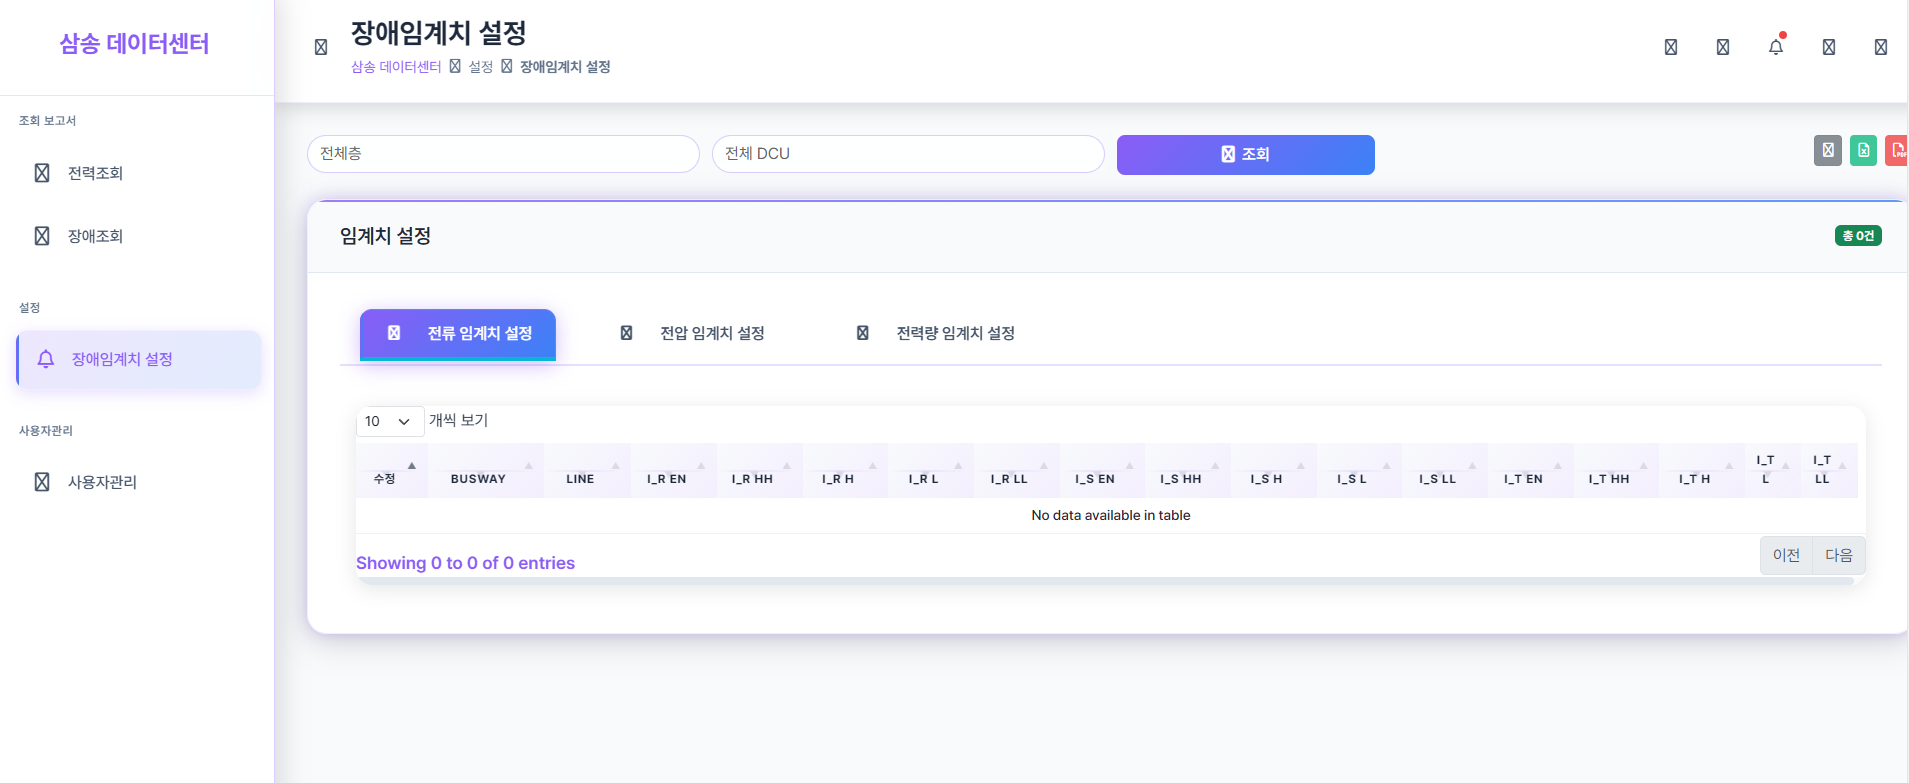 삼송 데이터센터
조회 보고서
전력조회
장애조회
설정
장애임계치 설정
사용자관리
사용자관리
장애임계치 설정
삼송 데이터센터 설정 장애임계치 설정
전체층
전체 DCU
조회
임계치 설정
총 0건
전류 임계치 설정
전압 임계치 설정
전력량 임계치 설정
10 개씩 보기
수정 BUSWAY LINE I_R EN I_R HH I_R H I_R L I_R LL I_S EN I_S HH I_S H I_S L I_S LL I_T EN I_T HH I_T H I_T L I_T LL
No data available in table
Showing 0 to 0 of 0 entries
이전 다음